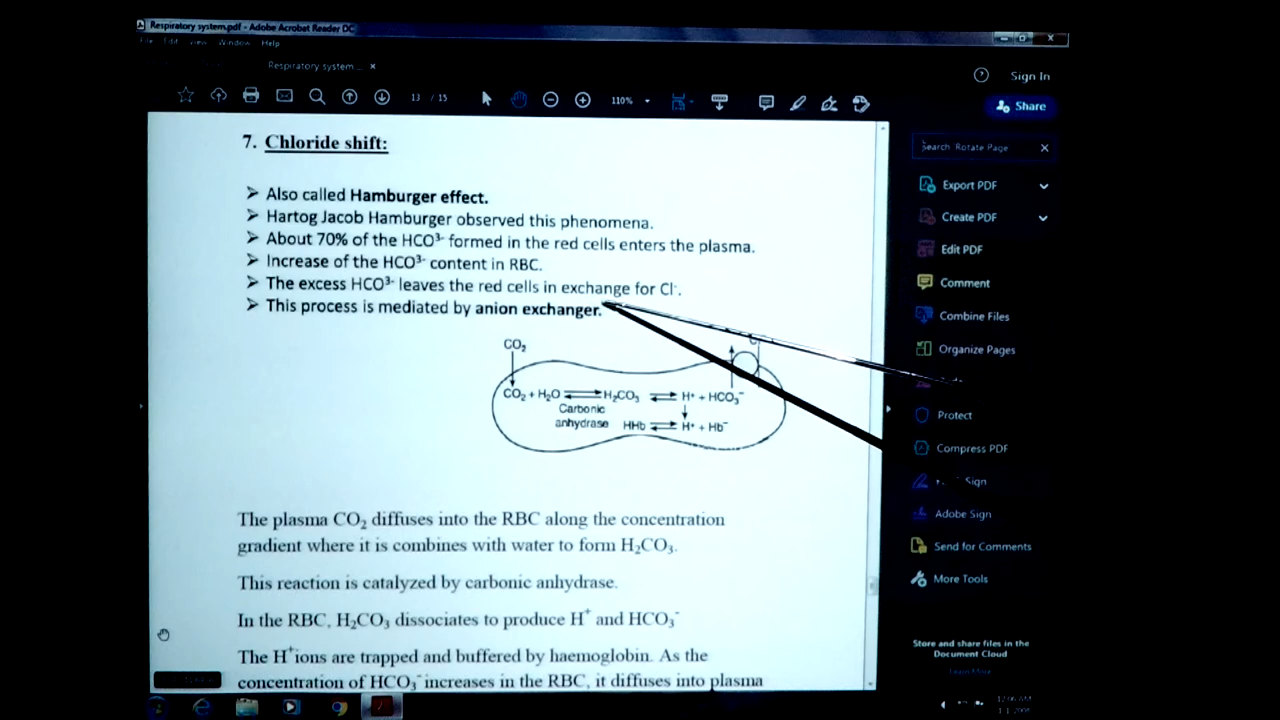 Respiratory system.pdf - Adobe Acrobat Reader DC
File Edit View Window Help
Respiratory system... ×
Sign In
13 / 15
110%
Share
Search Rotate Page
7. Chloride shift:
➢ Also called Hamburger effect.
➢ Hartog Jacob Hamburger observed this phenomena.
➢ About 70% of the HCO³⁻ formed in the red cells enters the plasma.
➢ Increase of the HCO³⁻ content in RBC.
➢ The excess HCO³⁻ leaves the red cells in exchange for Cl⁻.
➢ This process is mediated by anion exchanger.
CO₂
CO₂ + H₂O ⇌ H₂CO₃ ⇌ H⁺ + HCO₃⁻
Carbonic
anhydrase HHb ⇌ H⁺ + Hb⁻
The plasma CO₂ diffuses into the RBC along the concentration
gradient where it is combines with water to form H₂CO₃.
This reaction is catalyzed by carbonic anhydrase.
In the RBC, H₂CO₃ dissociates to produce H⁺ and HCO₃⁻
The H⁺ions are trapped and buffered by haemoglobin. As the
concentration of HCO₃⁻ increases in the RBC, it diffuses into plasma
Export PDF
Create PDF
Edit PDF
Comment
Combine Files
Organize Pages
Protect
Compress PDF
Sign
Adobe Sign
Send for Comments
More Tools
Store and share files in the
Document Cloud
Learn More